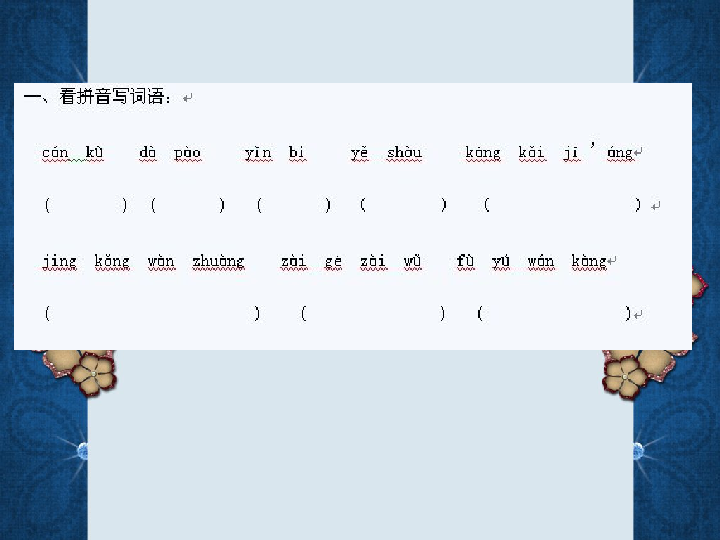 一、看拼音写词语：
cán kù dà pào yǐn bì yě shòu kāng kǎi jī ’ áng
( ) ( ) ( ) ( ) ( )
jīng kǒng wàn zhuàng zài gē zài wǔ fù yú wán kàng
( ) ( ) ( )